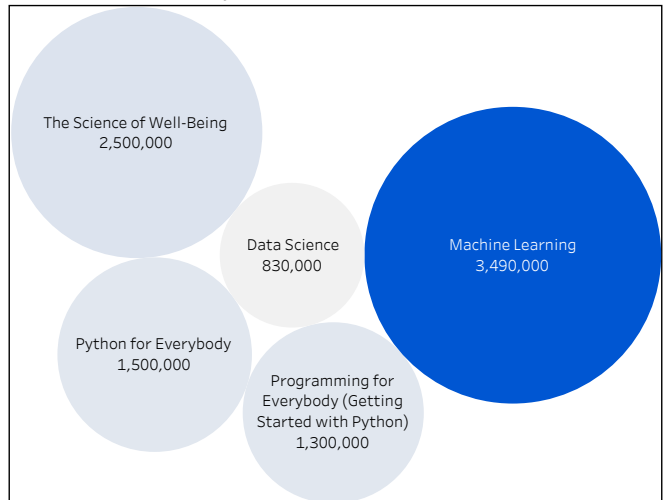 The Science of Well-Being
2,500,000
Data Science
830,000
Machine Learning
3,490,000
Python for Everybody
1,500,000
Programming for
Everybody (Getting
Started with Python)
1,300,000